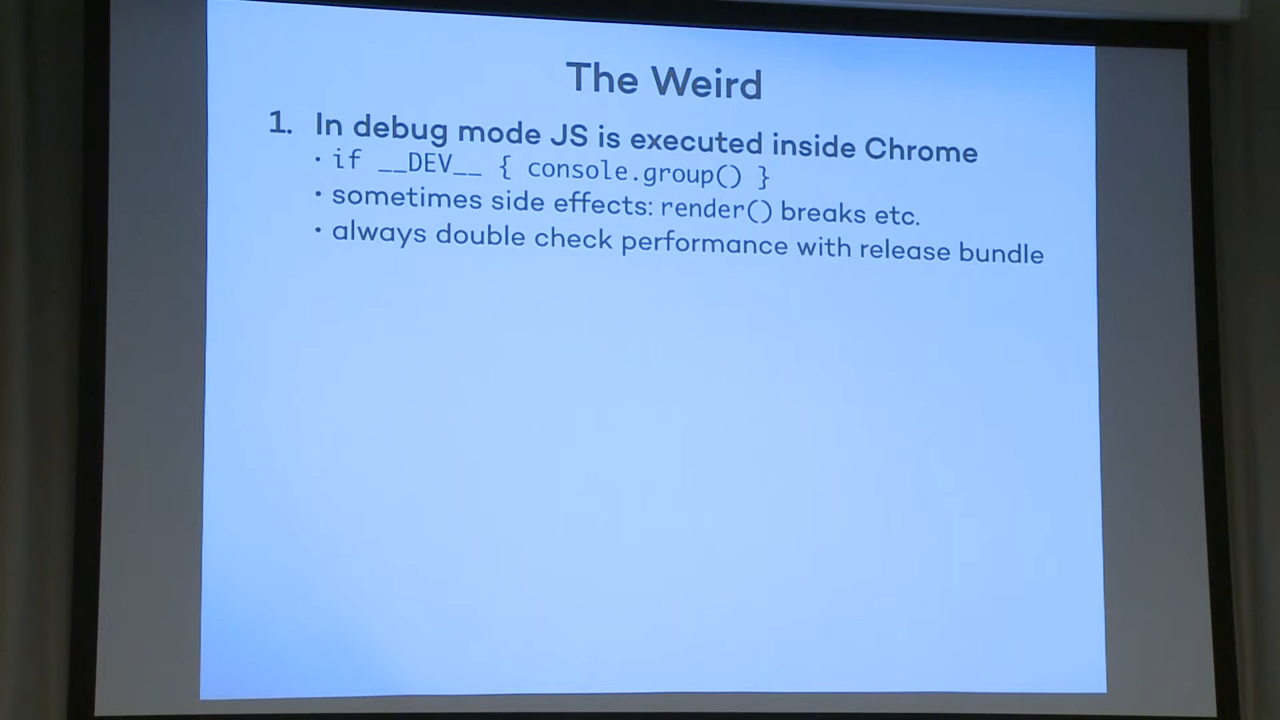 The Weird
1. In debug mode JS is executed inside Chrome
• if __DEV__ { console.group() }
• sometimes side effects: render() breaks etc.
• always double check performance with release bundle